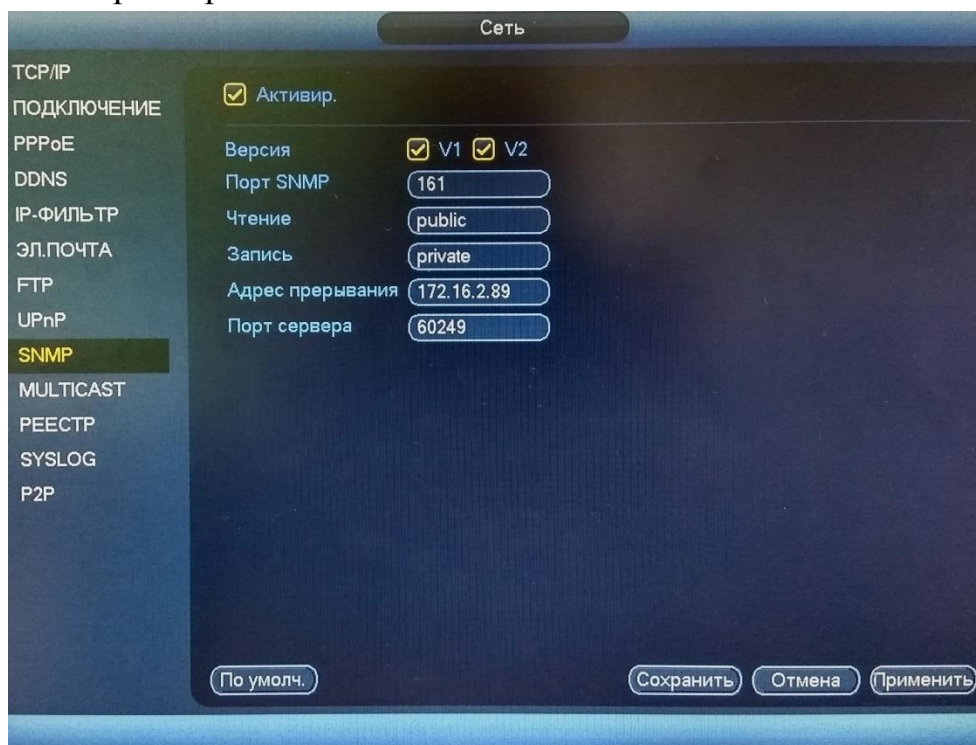 Сеть
TCP/IP
ПОДКЛЮЧЕНИЕ
PPPoE
DDNS
IP-ФИЛЬТР
ЭЛ.ПОЧТА
FTP
UPnP
SNMP
MULTICAST
РЕЕСТР
SYSLOG
P2P
Активир.
Версия V1 V2
Порт SNMP 161
Чтение public
Запись private
Адрес прерывания 172.16.2.89
Порт сервера 60249
По умолч. Сохранить Отмена Применить